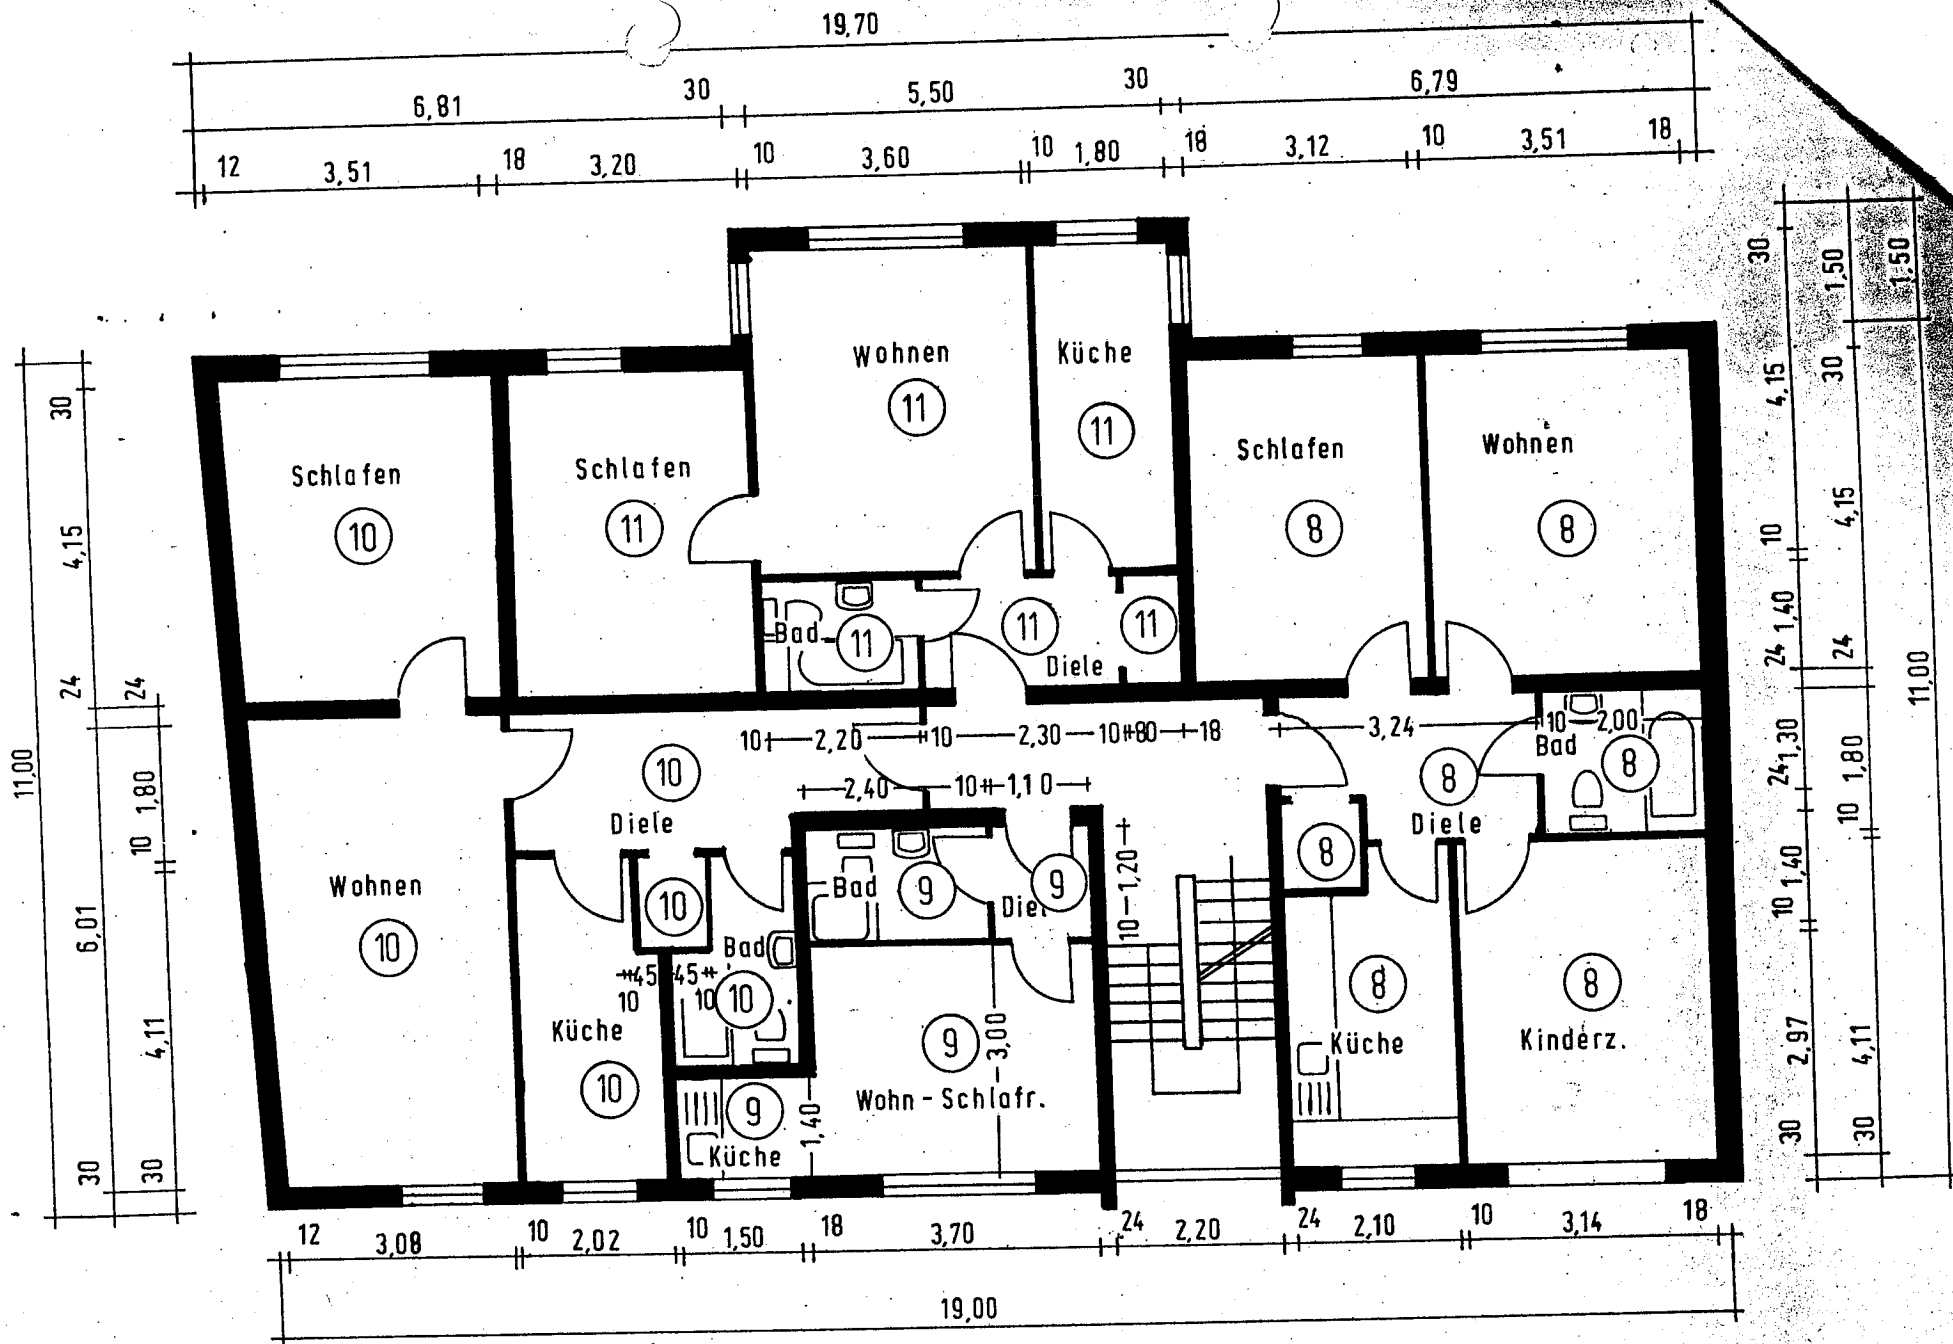 19,70
6,81 30 5,50 30 6,79
12 3,51 18 3,20 10 3,60 10 1,80 18 3,12 10 3,51 18
30 1,50 1,50
Wohnen Küche
11 11
30 4,15 30
Schlafen Schlafen Schlafen Wohnen
10 11 8 8
4,15 10 4,15
Bad 11 11 11
Diele
1,40 24 24
24 24
10 2,20 10 2,30 10 80 18 3,24 10 2,00
Bad
10 8 8
2,40 10 1,10
Diele Diele
11,00 1,80 24 1,30 1,80 11,00
10 10
Wohnen
10 10
Bad 9 9 Diel
8
10 1,20
10 1,40
Bad
45 45
10 10 10
6,01 4,11
Küche
10
9 3,00
Wohn-Schlafr.
8 8
Küche Kinderz.
2,97 4,11
9 1,40
Küche
30 30 30 30
12 3,08 10 2,02 10 1,50 18 3,70 24 2,20 24 2,10 10 3,14 18
19,00